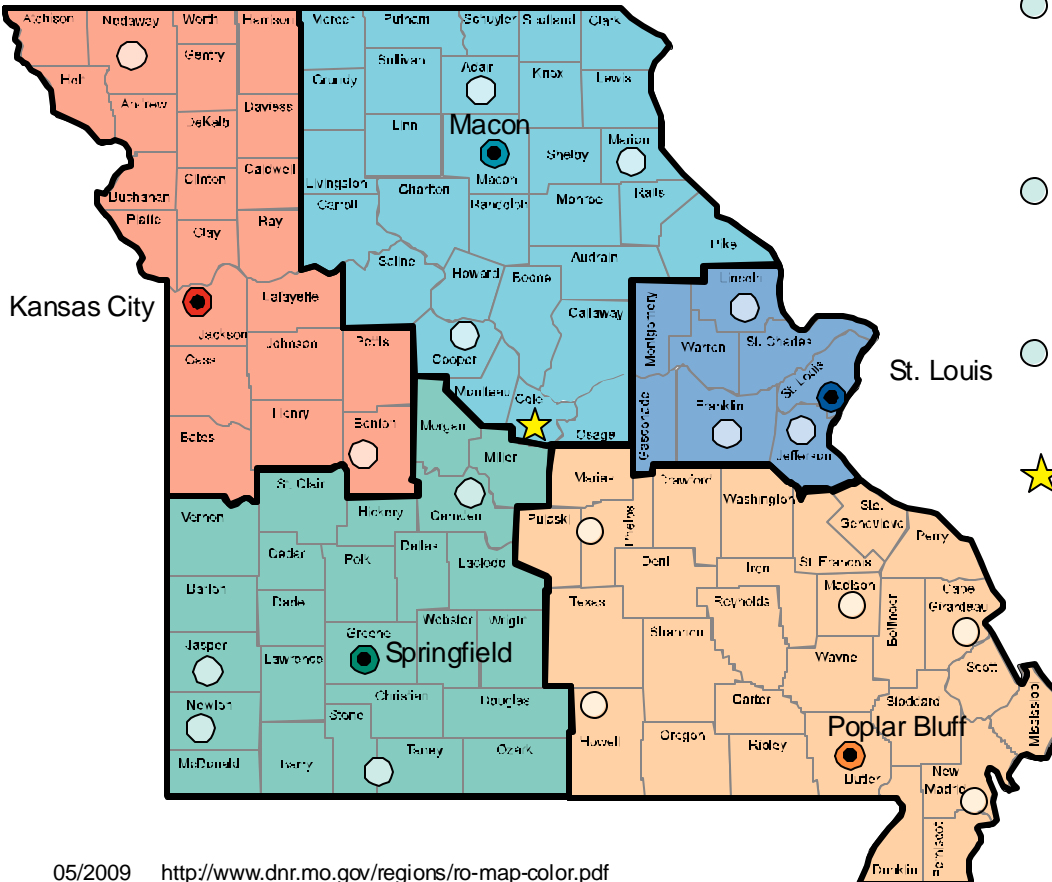 Atchison Nodaway Worth Harrison Mercer Putnam Schuyler Scotland Clark
Gentry Sullivan Adair Knox Lewis
Holt Grundy
Andrew DeKalb Daviess
Macon
Linn Shelby Marion
Buchanan Clinton Caldwell Livingston Chariton Macon
Carroll Randolph Monroe Ralls
Platte Clay Ray Pike
Saline Howard Boone Audrain
Kansas City
Lafayette Callaway Montgomery Lincoln
Jackson
Cass Johnson Pettis Cooper Warren St. Charles
St. Louis
St. Louis
Moniteau Cole
Henry Benton Morgan Osage Gasconade Franklin
Bates Miller Jefferson
St. Clair Maries Crawford Washington
Vernon Hickory Camden Pulaski Phelps Ste.
Genevieve
Perry
Cedar Polk Dallas Laclede Dent Iron St. Francois
Barton Dade Texas Reynolds Madison Bollinger Cape
Girardeau
Webster Wright Shannon
Greene
Jasper Lawrence Springfield Wayne Scott
Newton Christian Douglas Carter Stoddard Mississippi
Stone
Poplar Bluff
McDonald Barry Taney Ozark Howell Oregon Ripley
Butler New
Madrid
Dunklin Pemiscot
05/2009 http://www.dnr.mo.gov/regions/ro-map-color.pdf